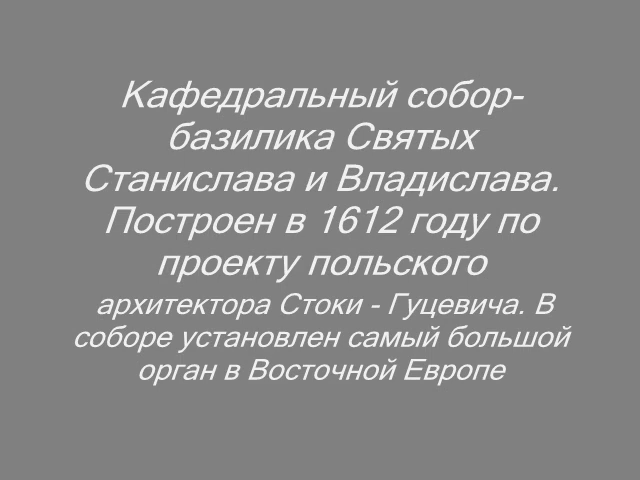 Кафедральный собор-
базилика Святых
Станислава и Владислава.
Построен в 1612 году по
проекту польского
архитектора Стоки - Гуцевича. В
соборе установлен самый большой
орган в Восточной Европе